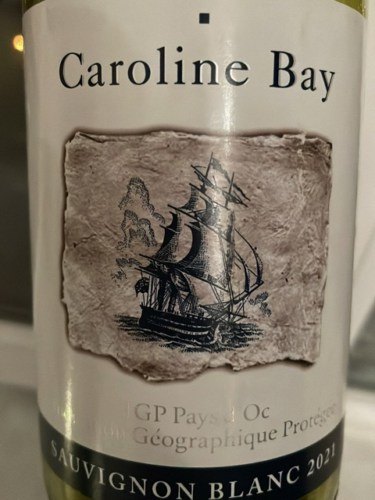 Caroline Bay
IGP Pays d'Oc
Géographique Protégée
SAUVIGNON BLANC 2021